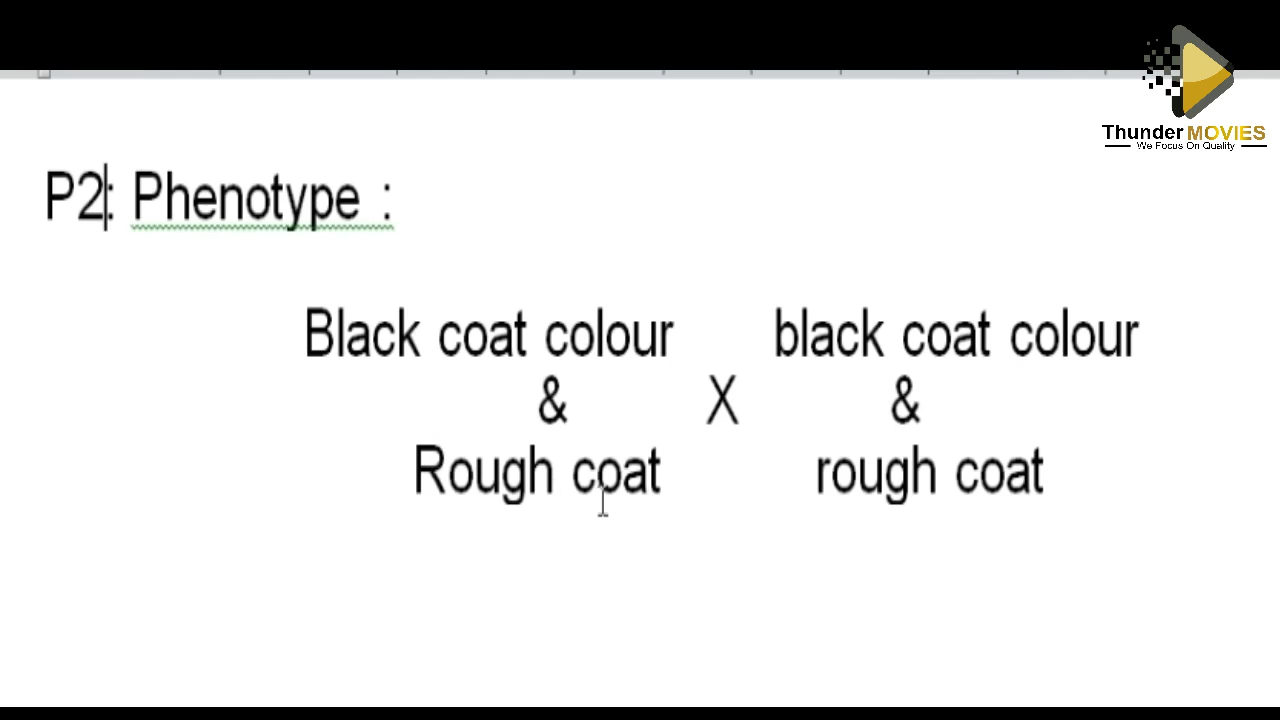 Thunder MOVIES
We Focus On Quality
P2: Phenotype :
Black coat colour black coat colour
& X &
Rough coat rough coat